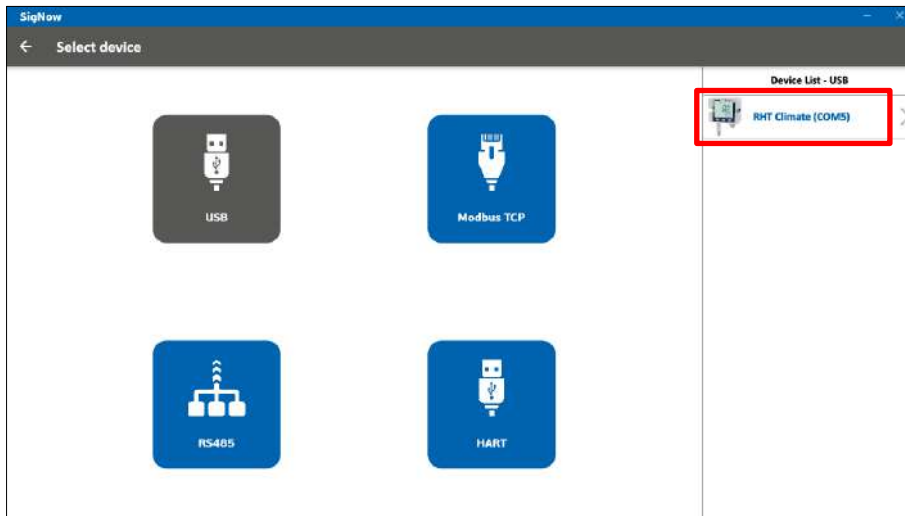 SigNow
Select device
Device List - USB
RHT Climate (COM5)
USB
Modbus TCP
RS485
HART